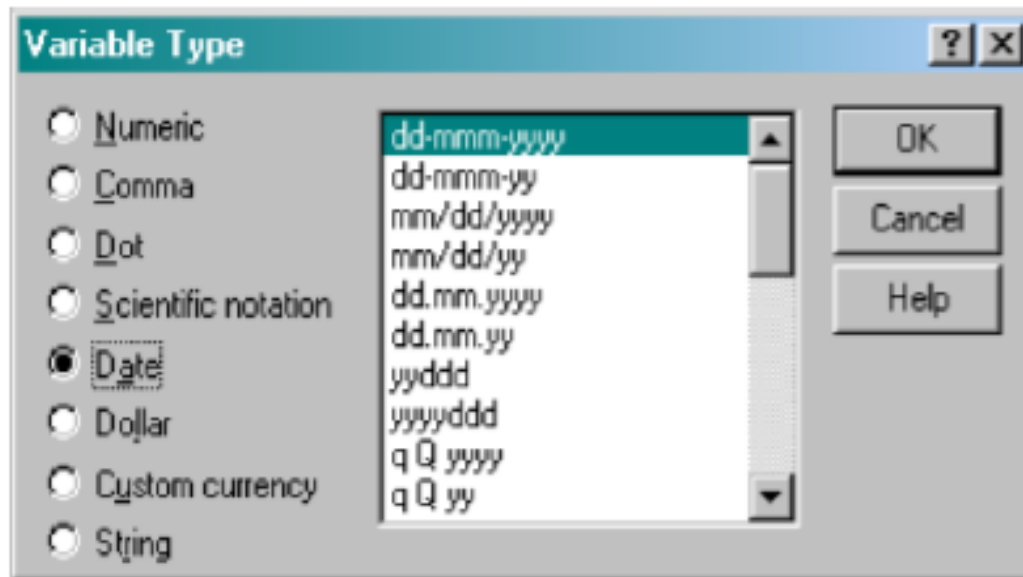 Variable Type
Numeric
Comma
Dot
Scientific notation
Date
Dollar
Custom currency
String
dd-mmm-yyyy
dd-mmm-yy
mm/dd/yyyy
mm/dd/yy
dd.mm.yyyy
dd.mm.yy
yyddd
yyyyddd
q Q yyyy
q Q yy
OK
Cancel
Help